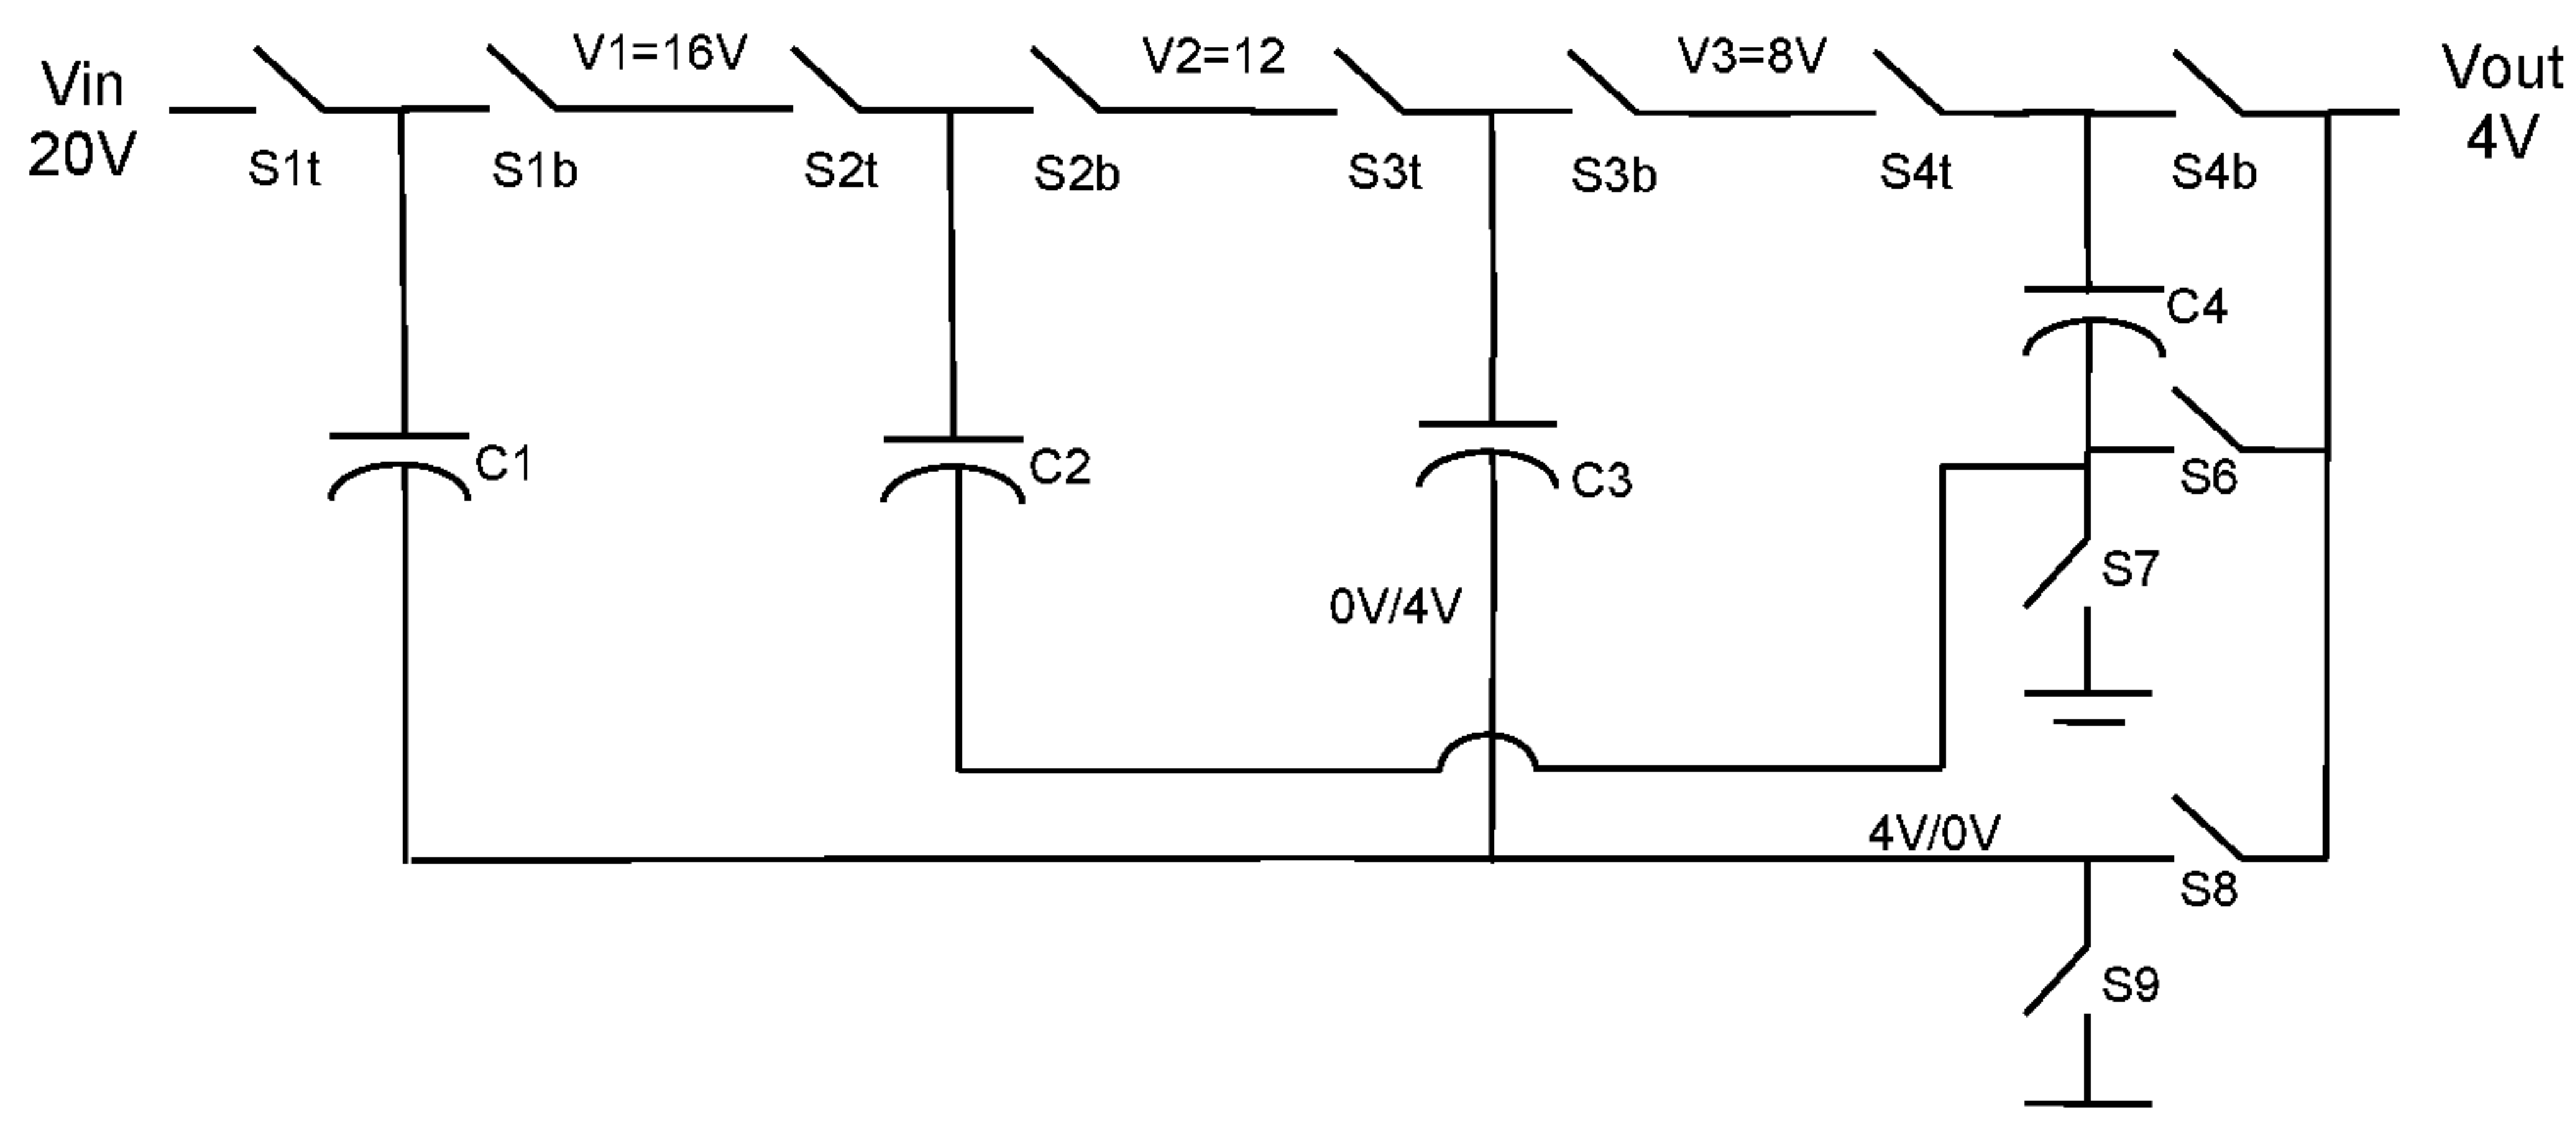 Vin
20V
V1=16V
V2=12
V3=8V
Vout
4V
S1t
S1b
S2t
S2b
S3t
S3b
S4t
S4b
C4
C1
C2
C3
S6
S7
0V/4V
4V/0V
S8
S9